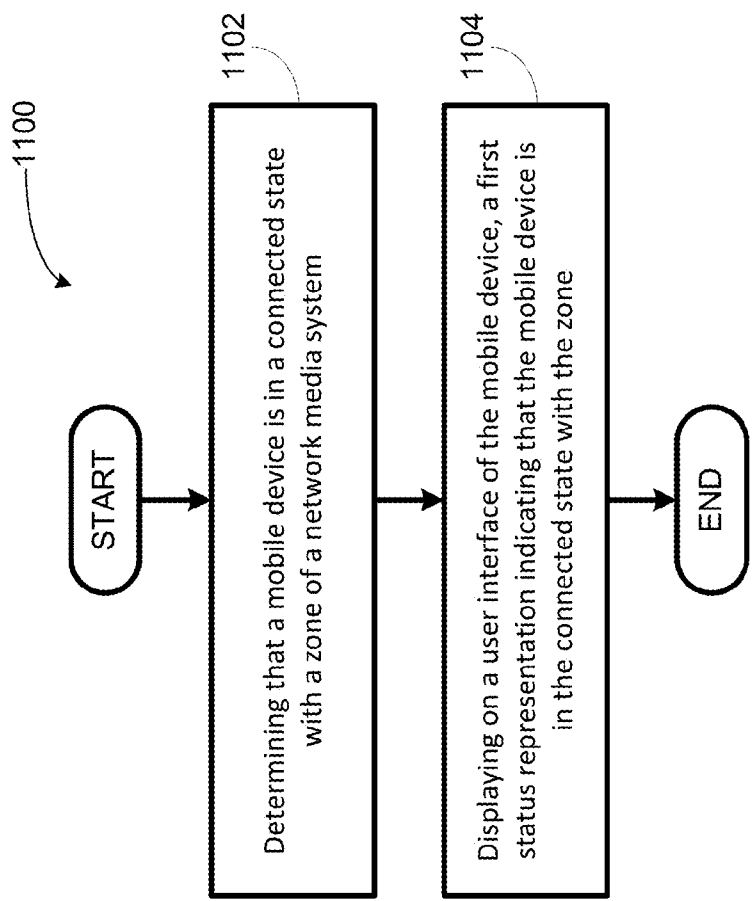 1100
START
1102
Determining that a mobile device is in a connected state
with a zone of a network media system
1104
Displaying on a user interface of the mobile device, a first
status representation indicating that the mobile device is
in the connected state with the zone
END